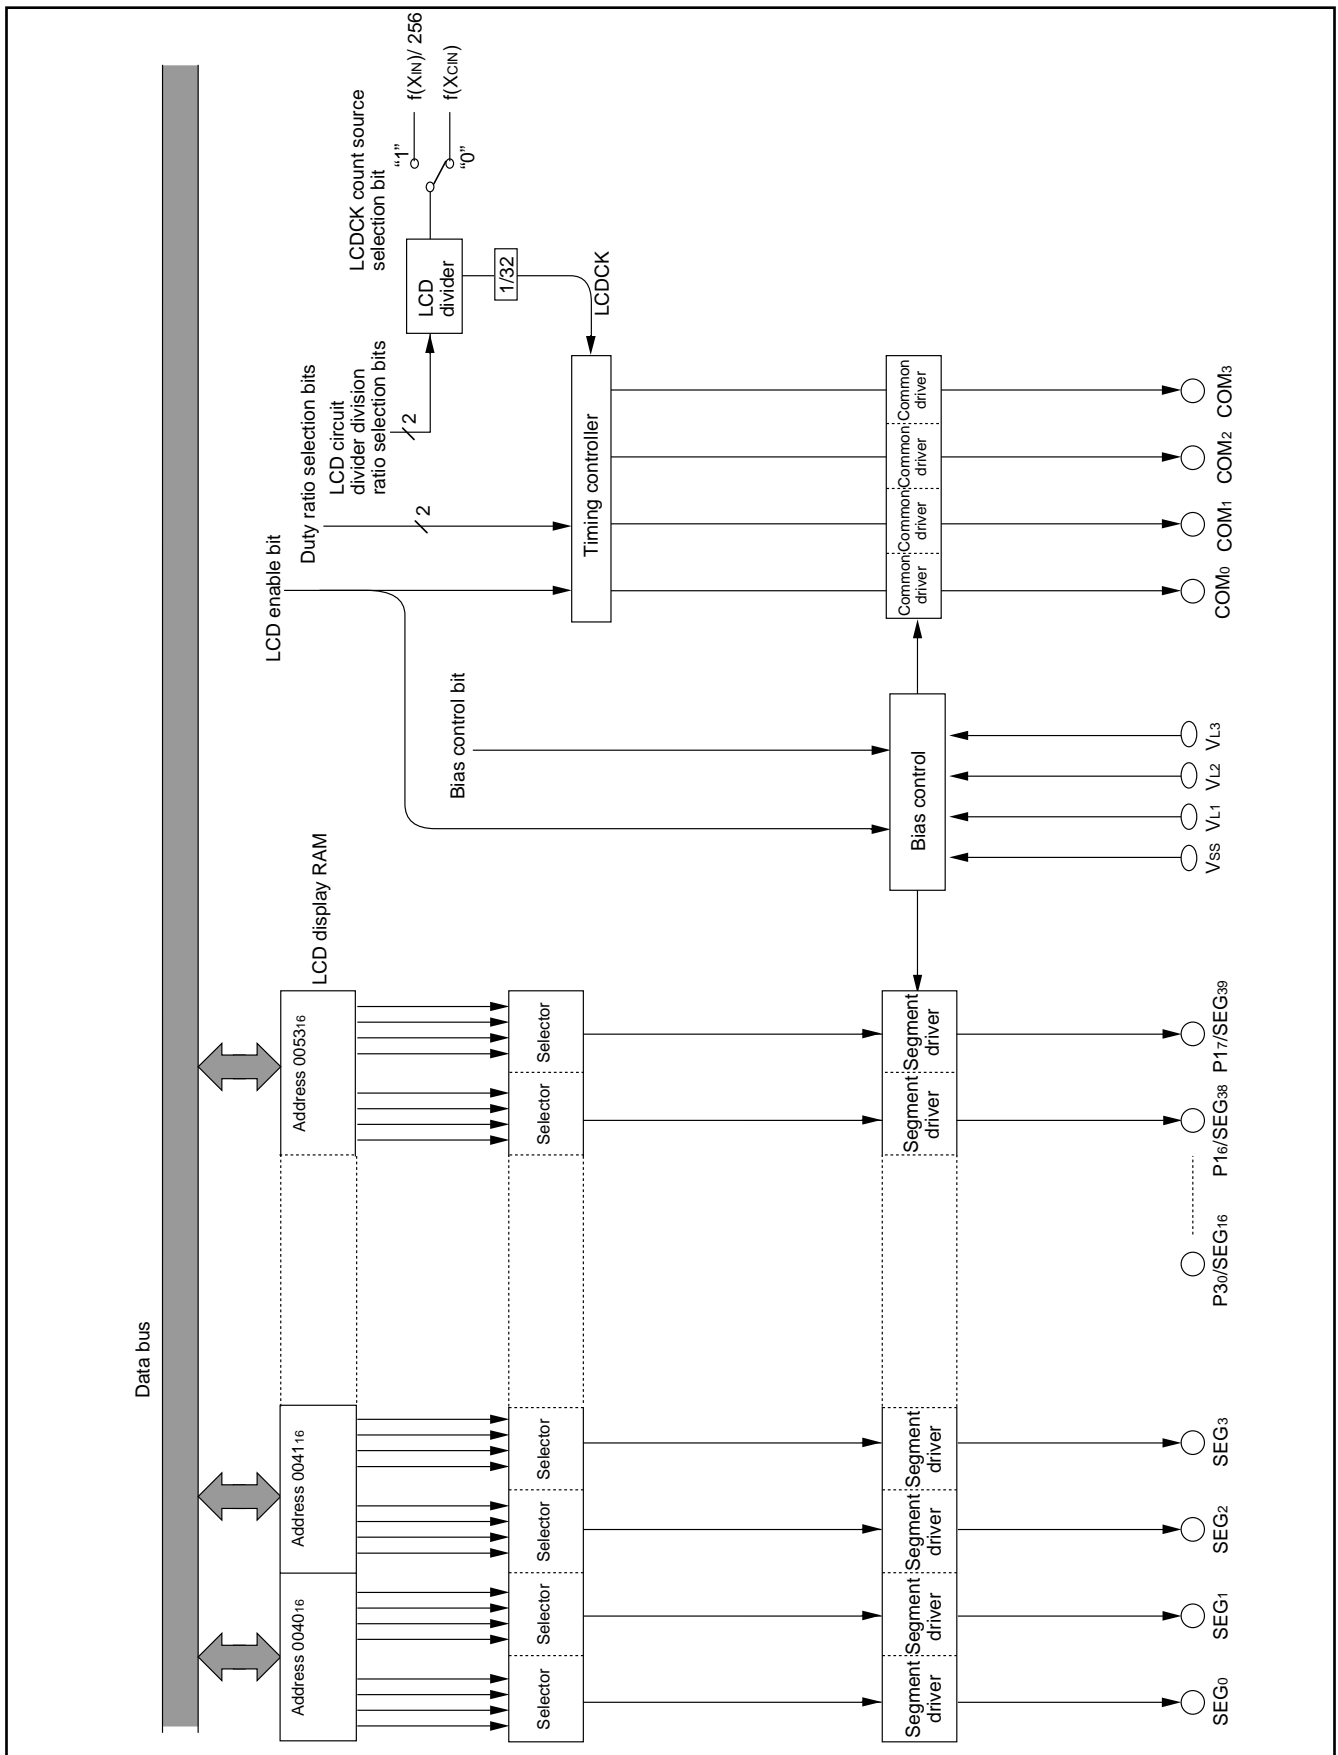 Data bus
LCD enable bit
Duty ratio selection bits
LCD circuit
divider division
ratio selection bits
LCDCK count source
selection bit
"1"
"0"
f(XIN)/ 256
f(XCIN)
2
2
LCD
divider
1/32
LCDCK
Bias control bit
LCD display RAM
Address 004016
Address 004116
Address 005316
Timing controller
Selector
Selector
Selector
Selector
Selector
Selector
Segment
driver
Segment
driver
Segment
driver
Segment
driver
Segment
driver
Segment
driver
Bias control
Common
driver
Common
driver
Common
driver
Common
driver
SEG0
SEG1
SEG2
SEG3
P30/SEG16
P16/SEG38
P17/SEG39
VSS
VL1
VL2
VL3
COM0
COM1
COM2
COM3